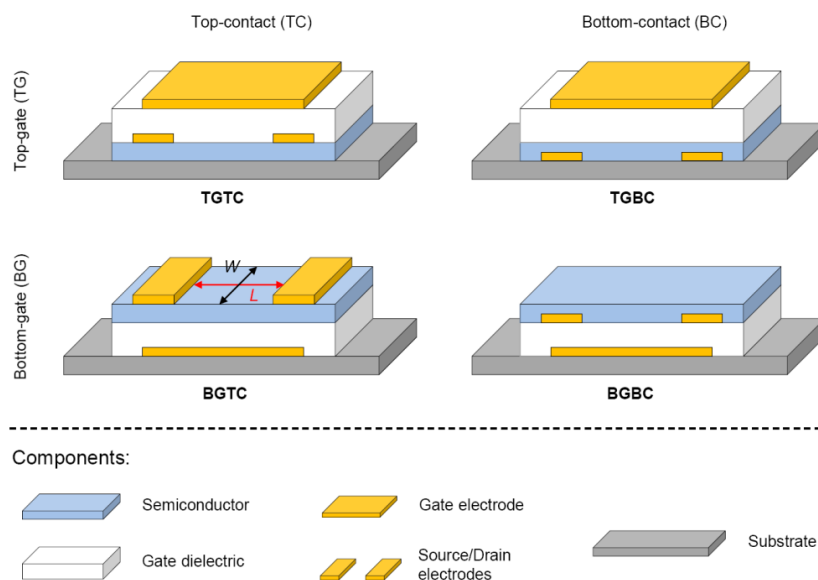 Top-contact (TC)
Bottom-contact (BC)
Top-gate (TG)
TGTC
TGBC
Bottom-gate (BG)
W
L
BGTC
BGBC
Components:
Semiconductor
Gate electrode
Substrate
Gate dielectric
Source/Drain
electrodes